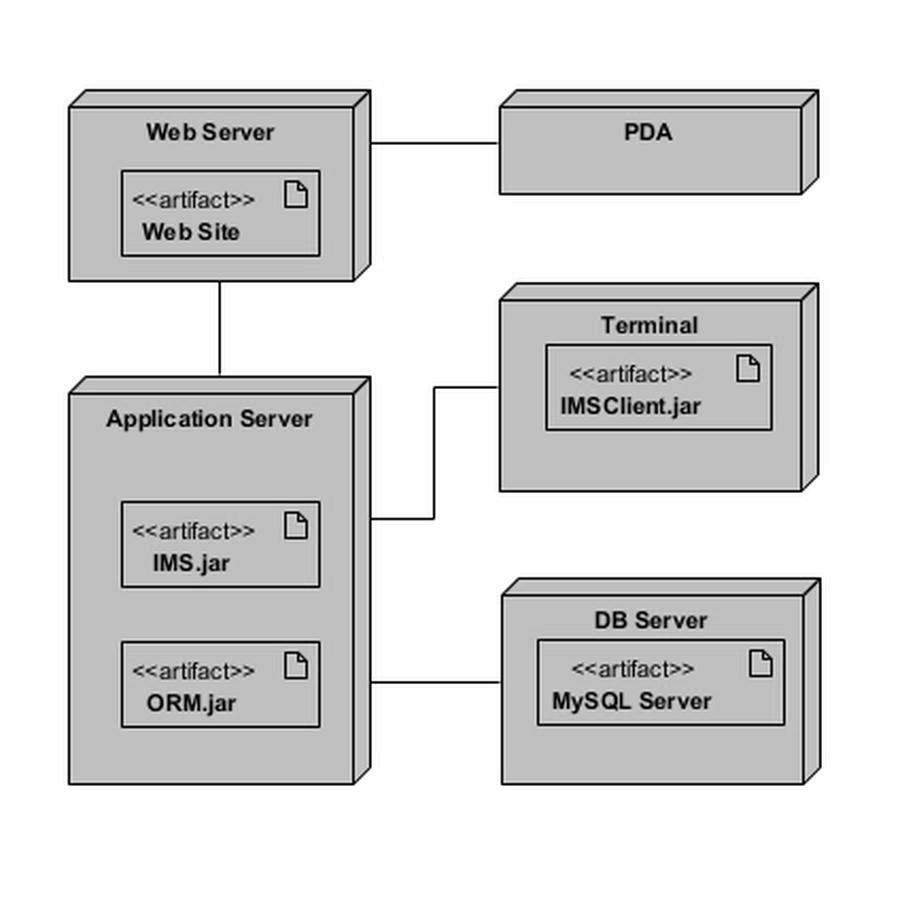 Web Server
<<artifact>>
Web Site
PDA
Terminal
<<artifact>>
IMSClient.jar
Application Server
<<artifact>>
IMS.jar
<<artifact>>
ORM.jar
DB Server
<<artifact>>
MySQL Server